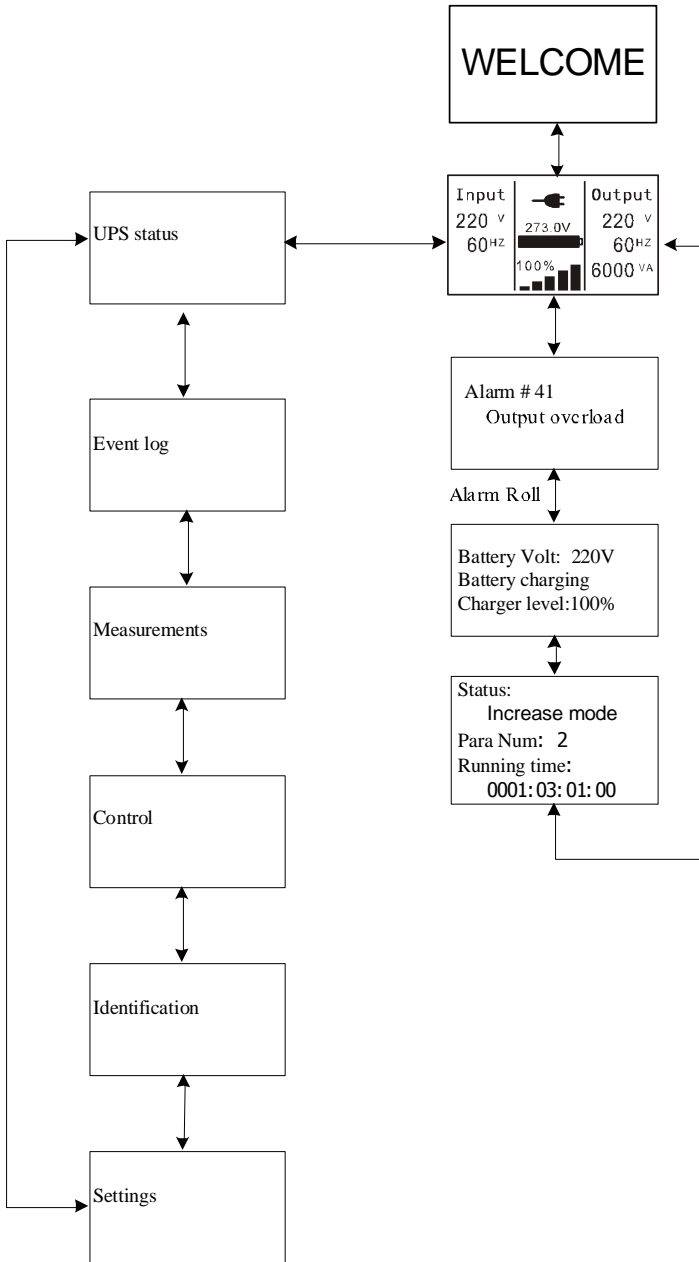 WELCOME
Input
220 V
60HZ
273.0V
100%
Output
220 V
60HZ
6000 VA
UPS status
Alarm # 41
Output overload
Alarm Roll
Event log
Battery Volt: 220V
Battery charging
Charger level:100%
Measurements
Status:
Increase mode
Para Num: 2
Running time:
0001:03:01:00
Control
Identification
Settings